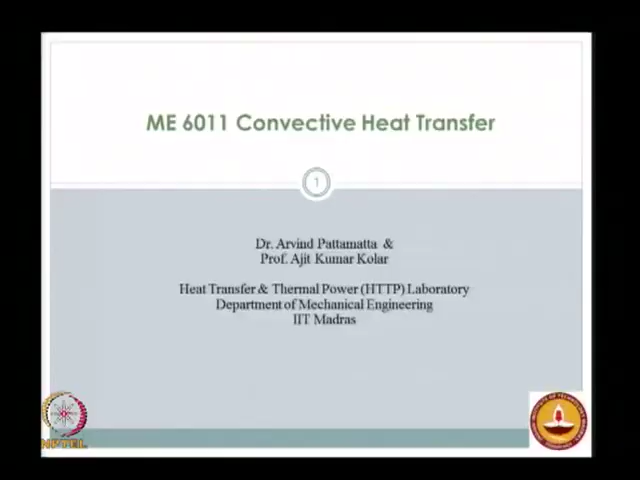 ME 6011 Convective Heat Transfer
1
Dr. Arvind Pattamatta &
Prof. Ajit Kumar Kolar
Heat Transfer & Thermal Power (HTTP) Laboratory
Department of Mechanical Engineering
IIT Madras
NPTEL